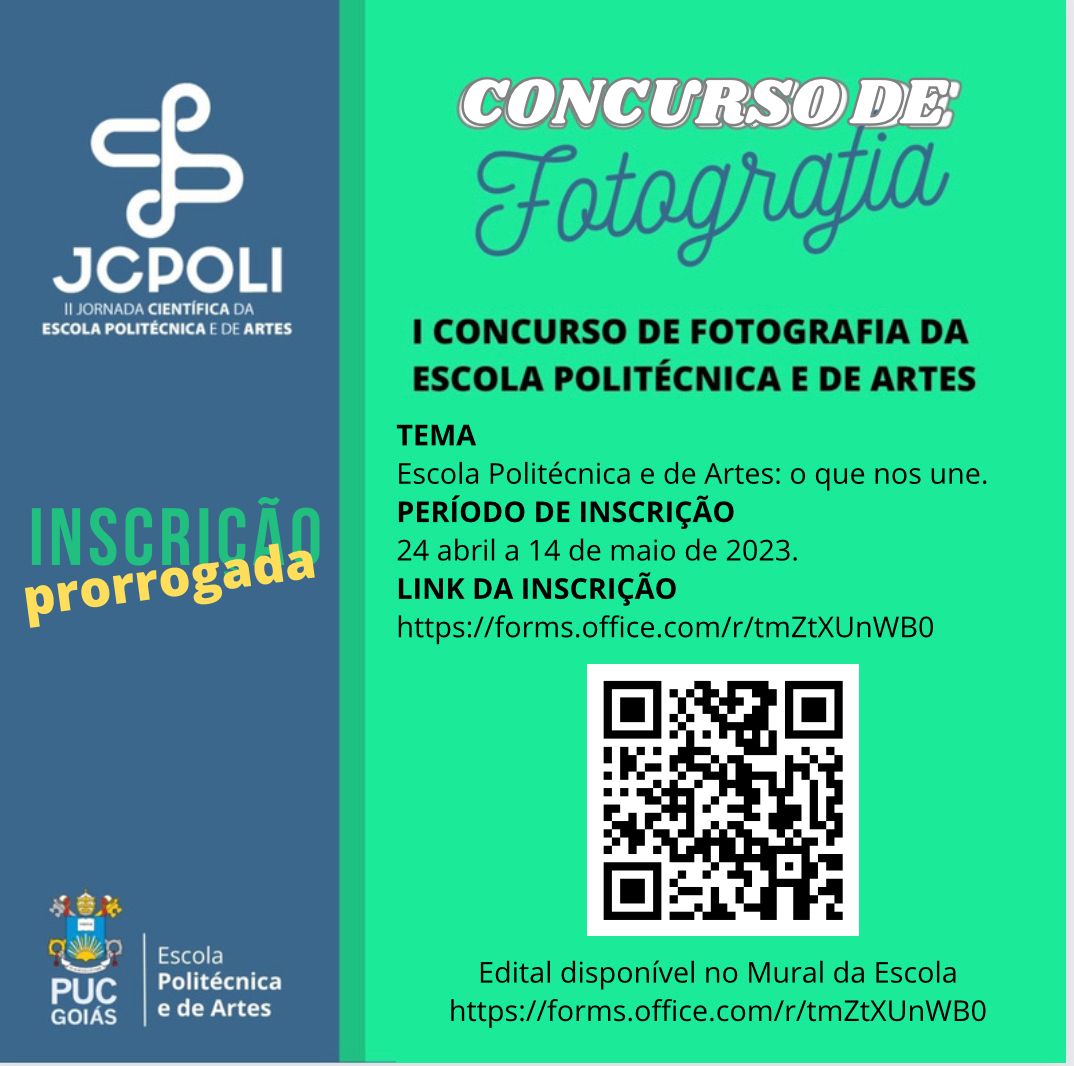 JCPOLI
II JORNADA CIENTÍFICA DA
ESCOLA POLITÉCNICA E DE ARTES
INSCRIÇÃO
prorrogada
PUC
GOIÁS
Escola
Politécnica
e de Artes
CONCURSO DE
Fotografia
I CONCURSO DE FOTOGRAFIA DA
ESCOLA POLITÉCNICA E DE ARTES
TEMA
Escola Politécnica e de Artes: o que nos une.
PERÍODO DE INSCRIÇÃO
24 abril a 14 de maio de 2023.
LINK DA INSCRIÇÃO
https://forms.office.com/r/tmZtXUnWB0
Edital disponível no Mural da Escola
https://forms.office.com/r/tmZtXUnWB0